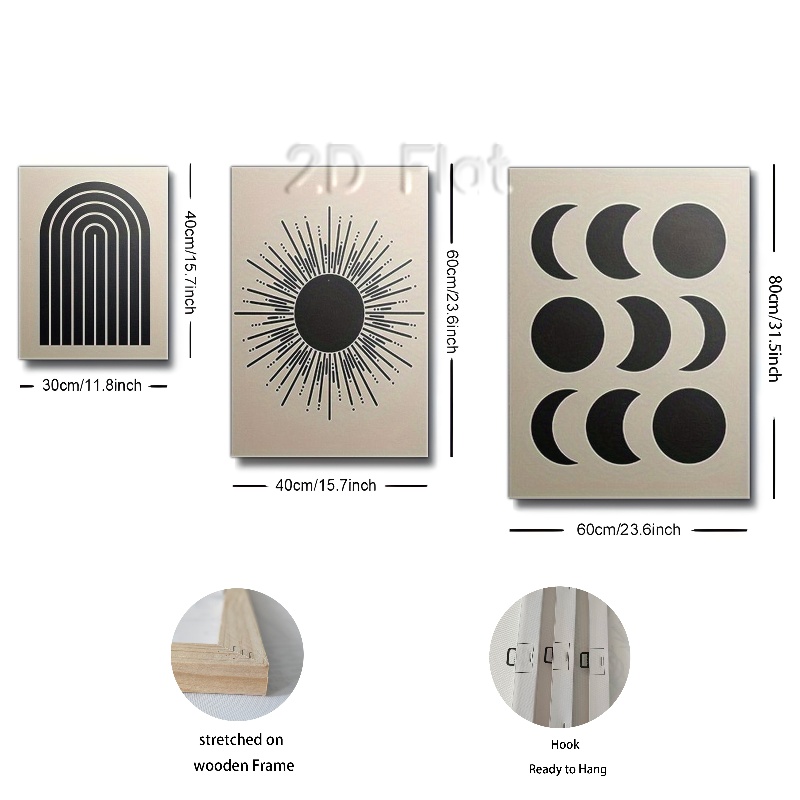 2D Flat
40cm/15.7inch
30cm/11.8inch
60cm/23.6inch
40cm/15.7inch
80cm/31.5inch
60cm/23.6inch
stretched on
wooden Frame
Hook
Ready to Hang